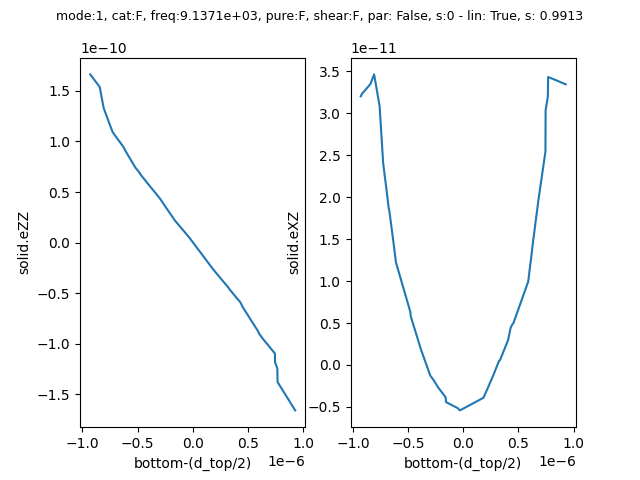 mode:1, cat:F, freq:9.1371e+03, pure:F, shear:F, par: False, s:0 - lin: True, s: 0.9913
1e−10
1.5
1.0
0.5
0.0
−0.5
−1.0
−1.5
solid.eZZ
−1.0
−0.5
0.0
0.5
1.0
bottom-(d_top/2)
1e−6
1e−11
3.5
3.0
2.5
2.0
1.5
1.0
0.5
0.0
−0.5
solid.eXZ
−1.0
−0.5
0.0
0.5
1.0
bottom-(d_top/2)
1e−6